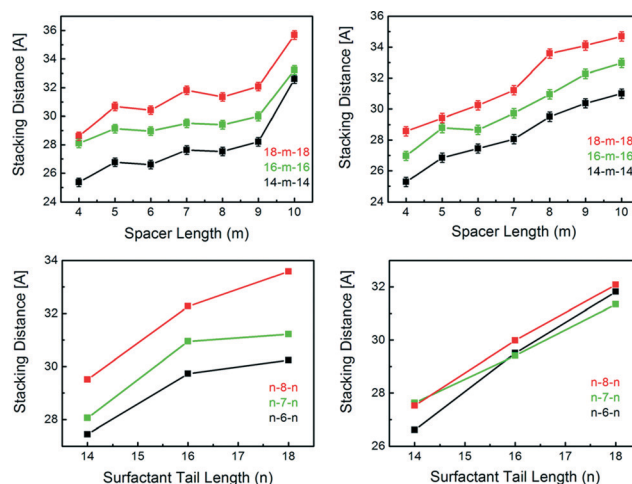 Stacking Distance [A]
36
34
32
30
28
26
24
18-m-18
16-m-16
14-m-14
4 5 6 7 8 9 10
Spacer Length (m)
Stacking Distance [A]
36
34
32
30
28
26
24
18-m-18
16-m-16
14-m-14
4 5 6 7 8 9 10
Spacer Length (m)
Stacking Distance [A]
34
32
30
28
n-8-n
n-7-n
n-6-n
14 15 16 17 18
Surfactant Tail Length (n)
Stacking Distance [A]
32
30
28
26
n-8-n
n-7-n
n-6-n
14 15 16 17 18
Surfactant Tail Length (n)